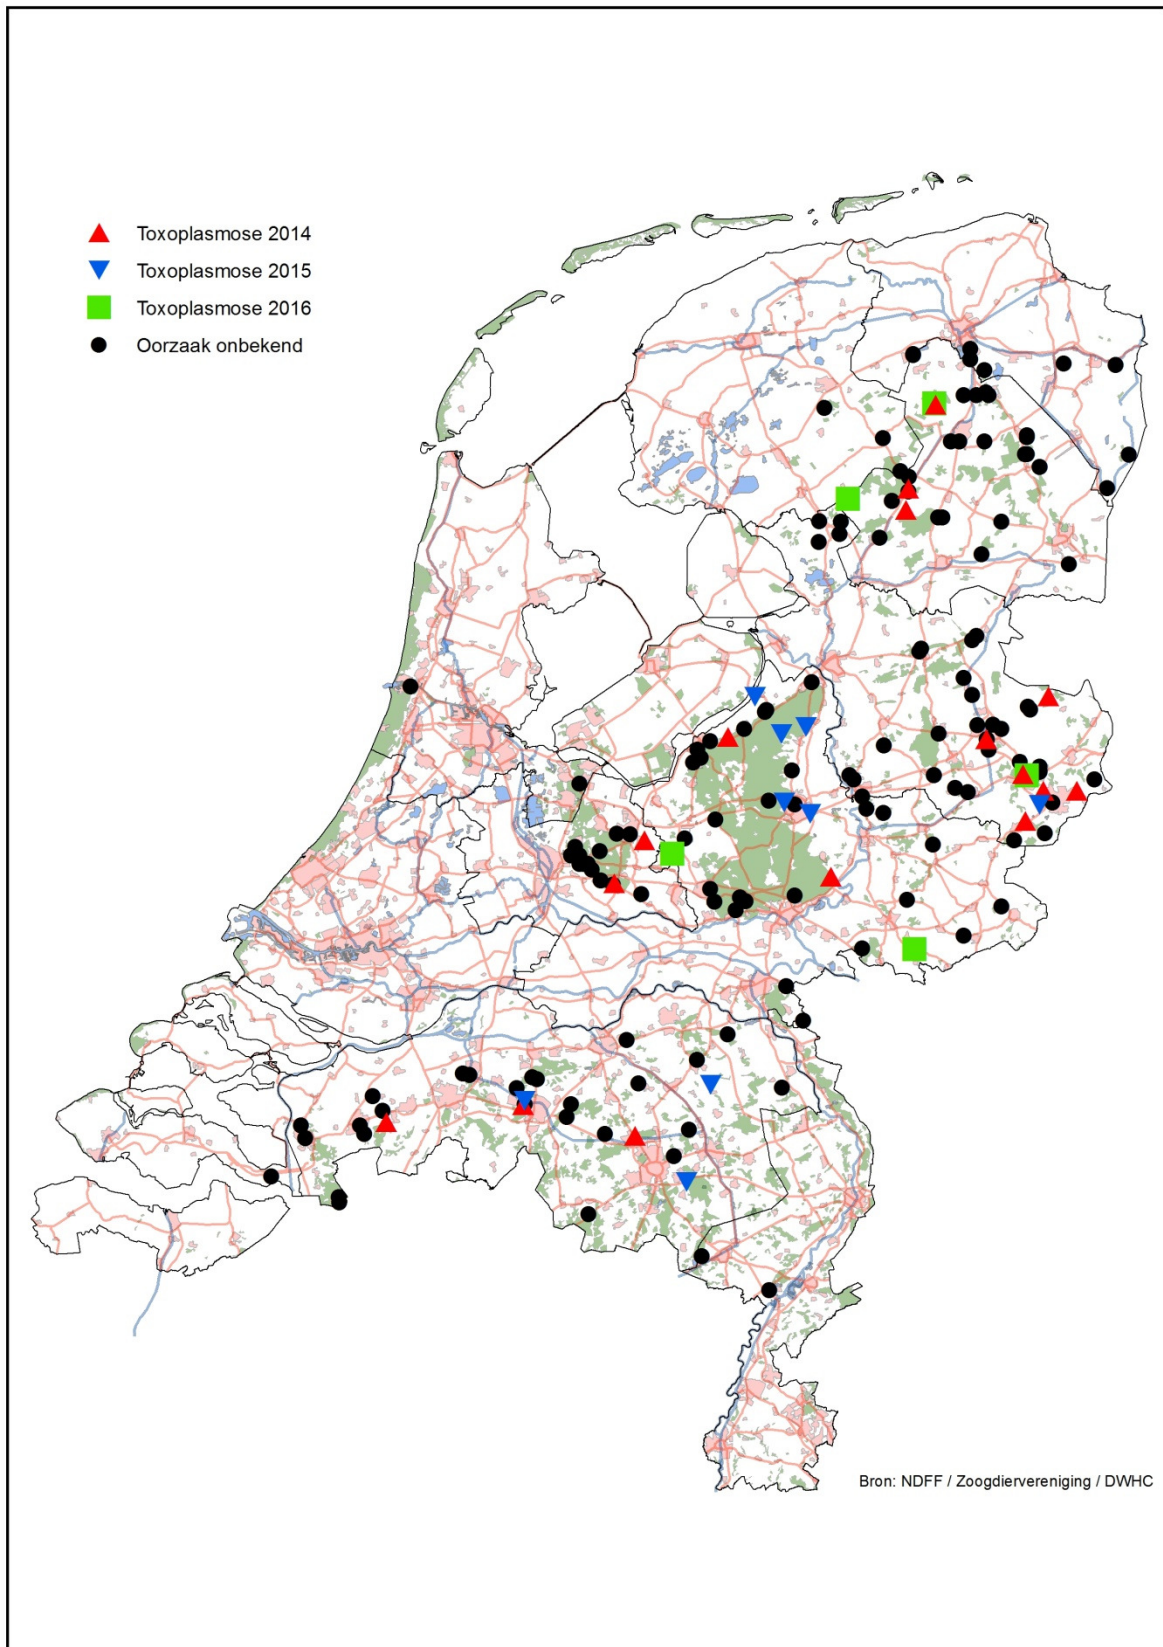 Toxoplasmose 2014
Toxoplasmose 2015
Toxoplasmose 2016
Oorzaak onbekend
Bron: NDFF / Zoogdiervereniging / DWHC